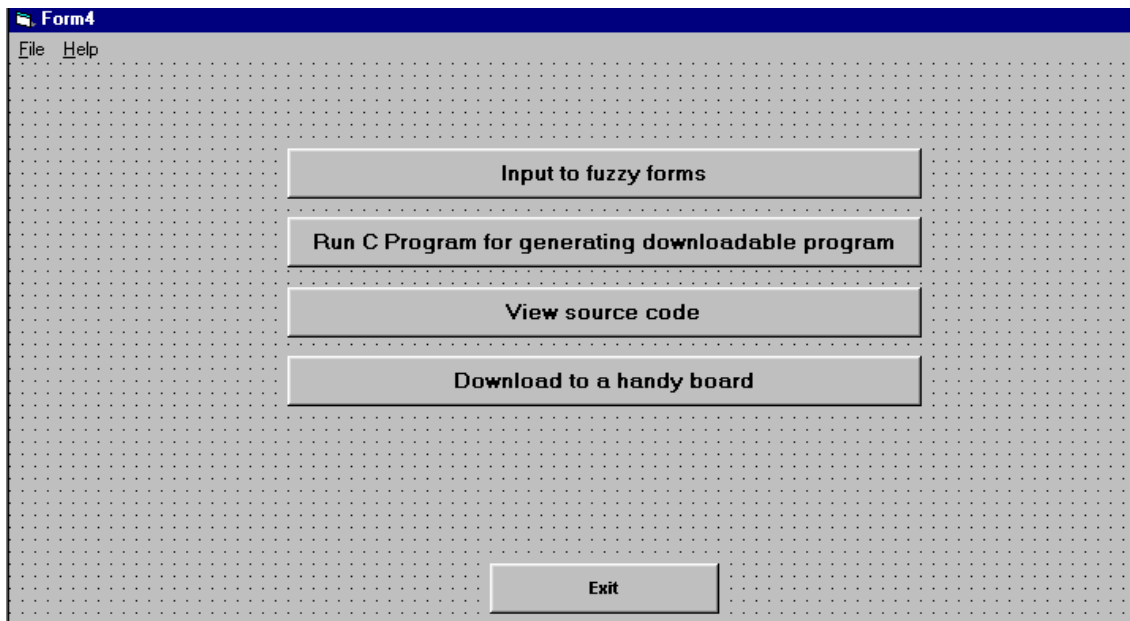 Form4
File Help
Input to fuzzy forms
Run C Program for generating downloadable program
View source code
Download to a handy board
Exit